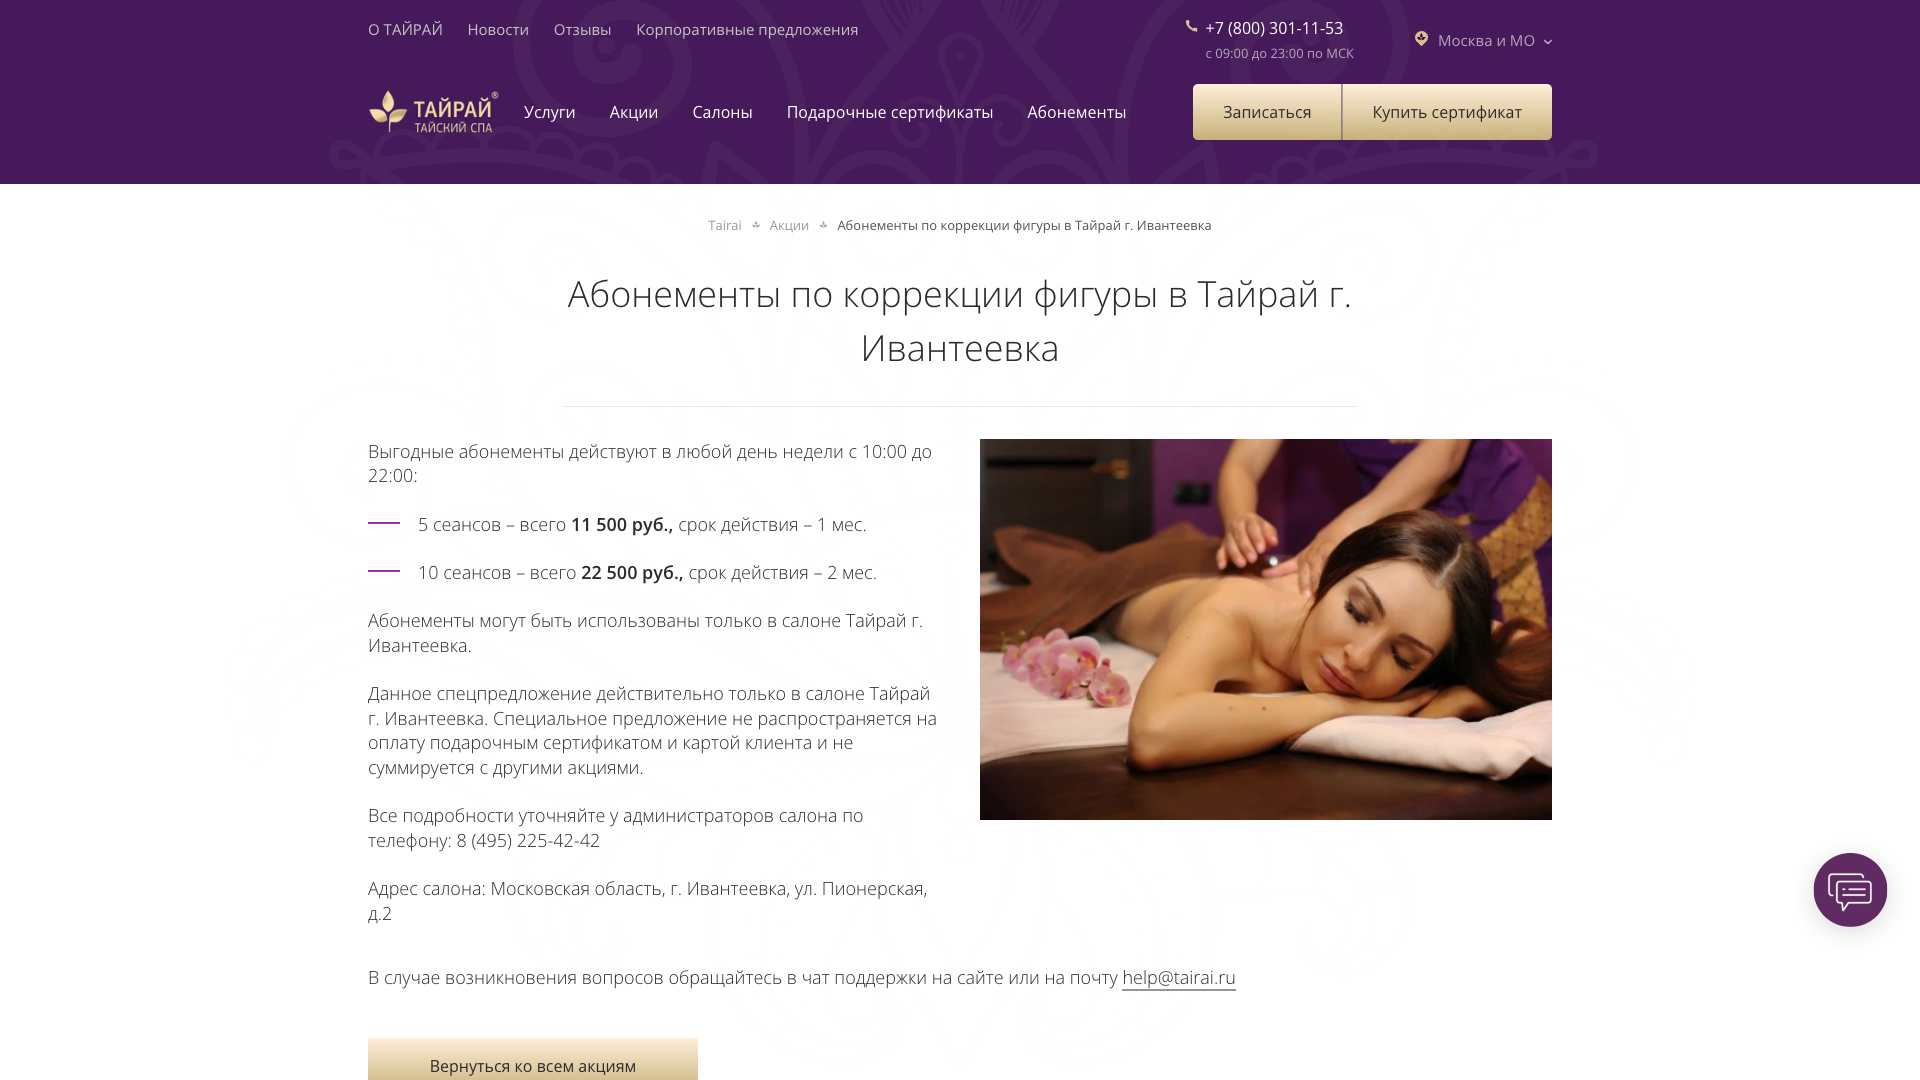 О ТАЙРАЙ Новости Отзывы Корпоративные предложения
+7 (800) 301-11-53
с 09:00 до 23:00 по МСК
Москва и МО
ТАЙРАЙ®
ТАЙСКИЙ СПА
Услуги Акции Салоны Подарочные сертификаты Абонементы
Записаться Купить сертификат
Tairai Акции Абонементы по коррекции фигуры в Тайрай г. Ивантеевка
Абонементы по коррекции фигуры в Тайрай г.
Ивантеевка
Выгодные абонементы действуют в любой день недели с 10:00 до
22:00:
5 сеансов – всего 11 500 руб., срок действия – 1 мес.
10 сеансов – всего 22 500 руб., срок действия – 2 мес.
Абонементы могут быть использованы только в салоне Тайрай г.
Ивантеевка.
Данное спецпредложение действительно только в салоне Тайрай
г. Ивантеевка. Специальное предложение не распространяется на
оплату подарочным сертификатом и картой клиента и не
суммируется с другими акциями.
Все подробности уточняйте у администраторов салона по
телефону: 8 (495) 225-42-42
Адрес салона: Московская область, г. Ивантеевка, ул. Пионерская,
д.2
В случае возникновения вопросов обращайтесь в чат поддержки на сайте или на почту help@tairai.ru
Вернуться ко всем акциям